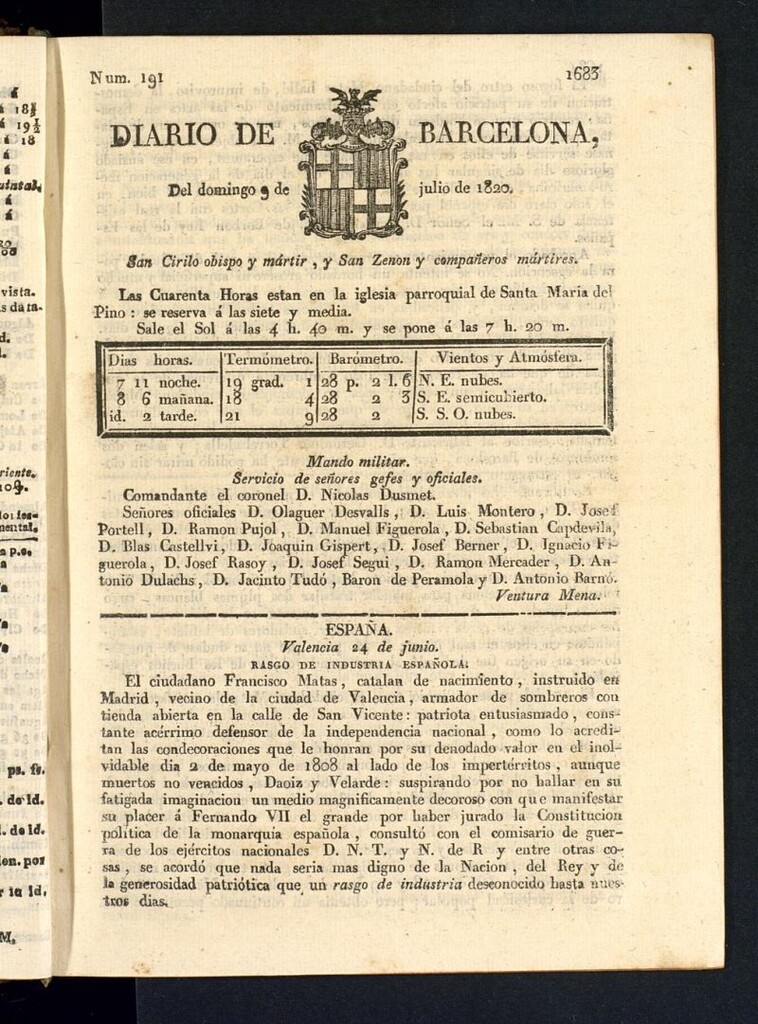 Num. 191
1683
DIARIO DE BARCELONA,
Del domingo 9 de julio de 1820.
San Cirilo obispo y mártir , y San Zenon y compañeros mártires.
Las Cuarenta Horas estan en la iglesia parroquial de Santa Maria del
Pino : se reserva á las siete y media.
Sale el Sol á las 4 h. 40 m. y se pone á las 7 h. 20 m.
Dias horas. Termómetro. Barómetro. Vientos y Atmósfera.
7 11 noche. 19 grad. 1 28 p. 2 l. 6 N. E. nubes.
8 6 mañana. 18 4 28 2 3 S. E. semicubierto.
id. 2 tarde. 21 9 28 2 S. S. O. nubes.
Mando militar.
Servicio de señores gefes y oficiales.
Comandante el coronel D. Nicolas Dusmet.
Señores oficiales D. Olaguer Desvalls , D. Luis Montero , D. Josef
Portell , D. Ramon Pujol , D. Manuel Figuerola , D. Sebastian Capdevila,
D. Blas Castellvi , D. Joaquin Gispert , D. Josef Berner , D. Ignacio Fi-
guerola , D. Josef Rasoy , D. Josef Segui , D. Ramon Mercader , D. An-
tonio Dulachs , D. Jacinto Tudó , Baron de Peramola y D. Antonio Barnó.
Ventura Mena.
ESPAÑA.
Valencia 24 de junio.
RASGO DE INDUSTRIA ESPAÑOLA.
El ciudadano Francisco Matas , catalan de nacimiento , instruido en
Madrid , vecino de la ciudad de Valencia , armador de sombreros con
tienda abierta en la calle de San Vicente : patriota entusiasmado , cons-
tante acérrimo defensor de la independencia nacional , como lo acredi-
tan las condecoraciones que le honran por su denodado valor en el inol-
vidable dia 2 de mayo de 1808 al lado de los impertérritos , aunque
muertos no vencidos , Daoiz y Velarde : suspirando por no hallar en su
fatigada imaginacion un medio magníficamente decoroso con que manifestar
su placer á Fernando VII el grande por haber jurado la Constitucion
política de la monarquia española , consultó con el comisario de guer-
ra de los ejércitos nacionales D. N. T. y N. de R y entre otras co-
sas , se acordó que nada seria mas digno de la Nacion , del Rey y de
la generosidad patriótica que un rasgo de industria desconocido hasta nues-
tros dias.